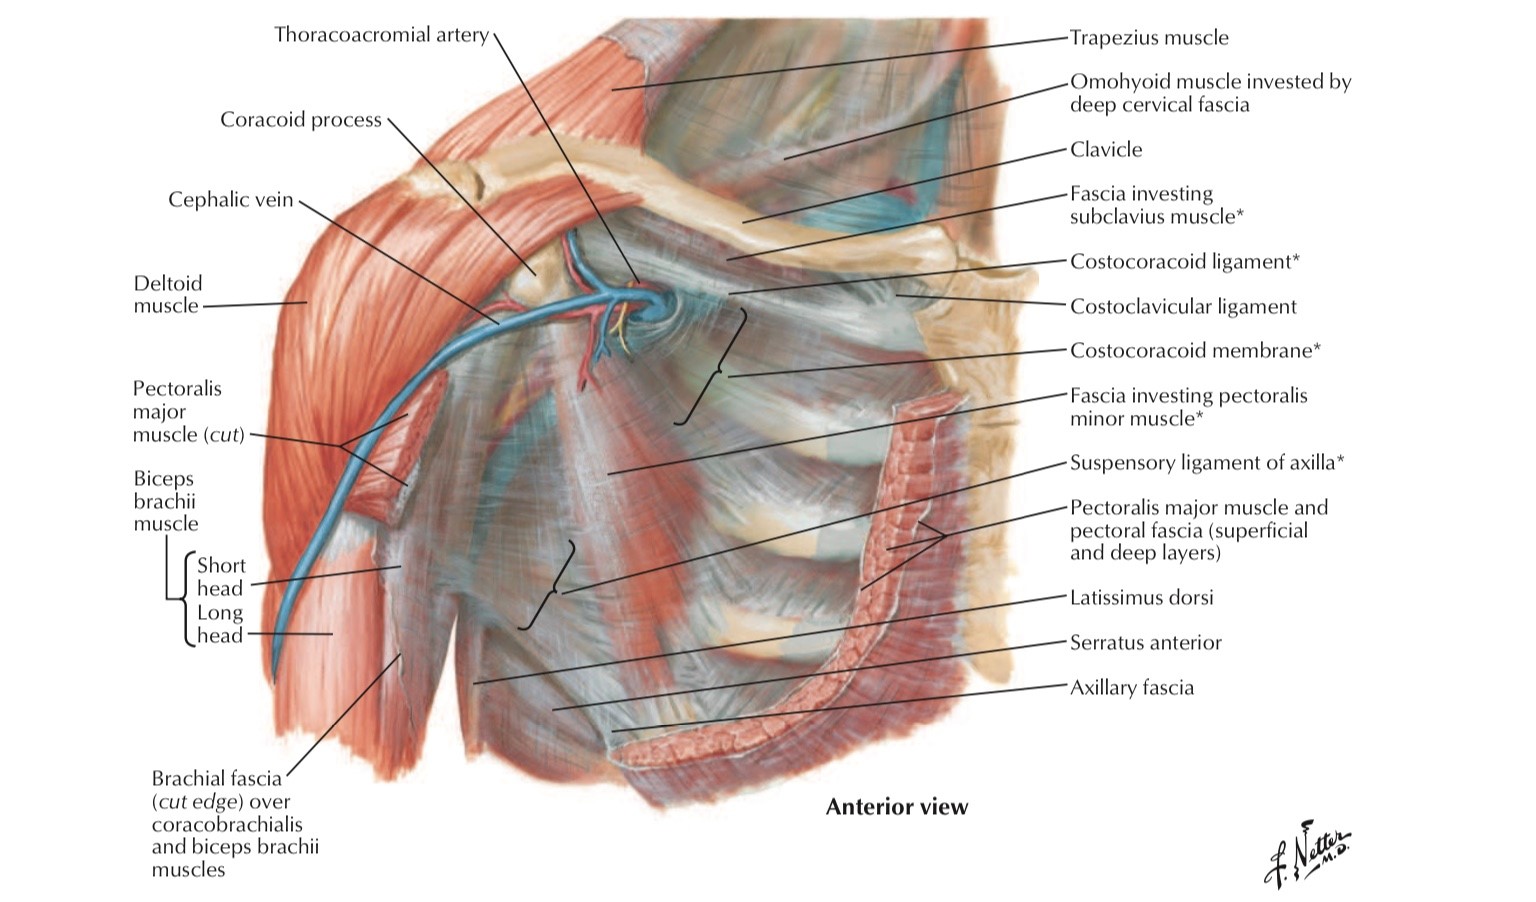 Thoracoacromial artery
Coracoid process
Cephalic vein
Deltoid
muscle
Pectoralis
major
muscle (cut)
Biceps
brachii
muscle
Short
head
Long
head
Brachial fascia
(cut edge) over
coracobrachialis
and biceps brachii
muscles
Trapezius muscle
Omohyoid muscle invested by
deep cervical fascia
Clavicle
Fascia investing
subclavius muscle*
Costocoracoid ligament*
Costoclavicular ligament
Costocoracoid membrane*
Fascia investing pectoralis
minor muscle*
Suspensory ligament of axilla*
Pectoralis major muscle and
pectoral fascia (superficial
and deep layers)
Latissimus dorsi
Serratus anterior
Axillary fascia
Anterior view
F. Netter
M.D.